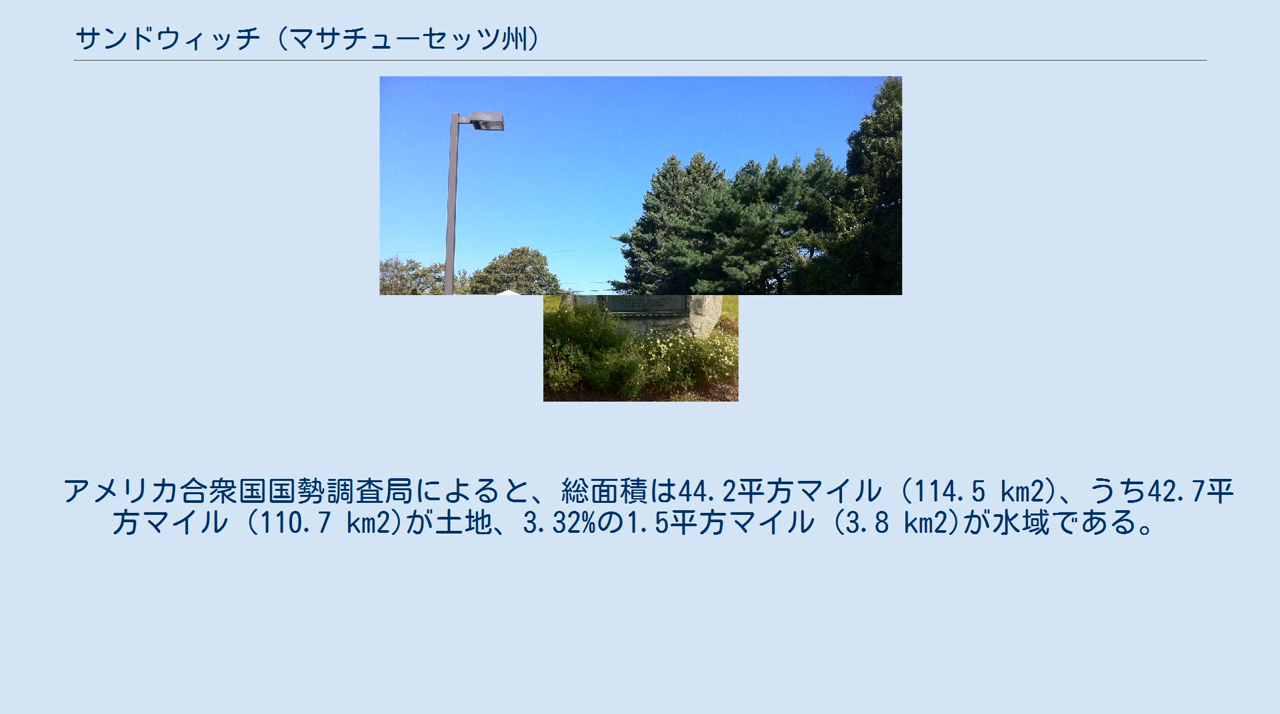 サンドウィッチ (マサチューセッツ州)
アメリカ合衆国国勢調査局によると、総面積は44.2平方マイル (114.5 km2)、うち42.7平
方マイル (110.7 km2)が土地、3.32%の1.5平方マイル (3.8 km2)が水域である。